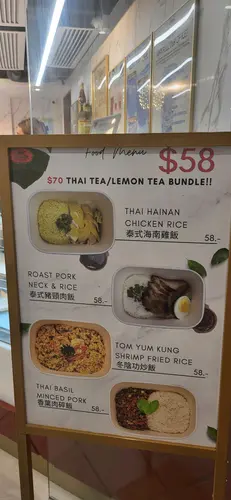 Food Menu
$58
$70 THAI TEA/LEMON TEA BUNDLE!!
THAI HAINAN
CHICKEN RICE
泰式海南雞飯
58.-
ROAST PORK
NECK & RICE
泰式豬頸肉飯
58.-
TOM YUM KUNG
SHRIMP FRIED RICE
冬陰功炒飯
58.-
THAI BASIL
MINCED PORK
香葉肉碎飯
58.-